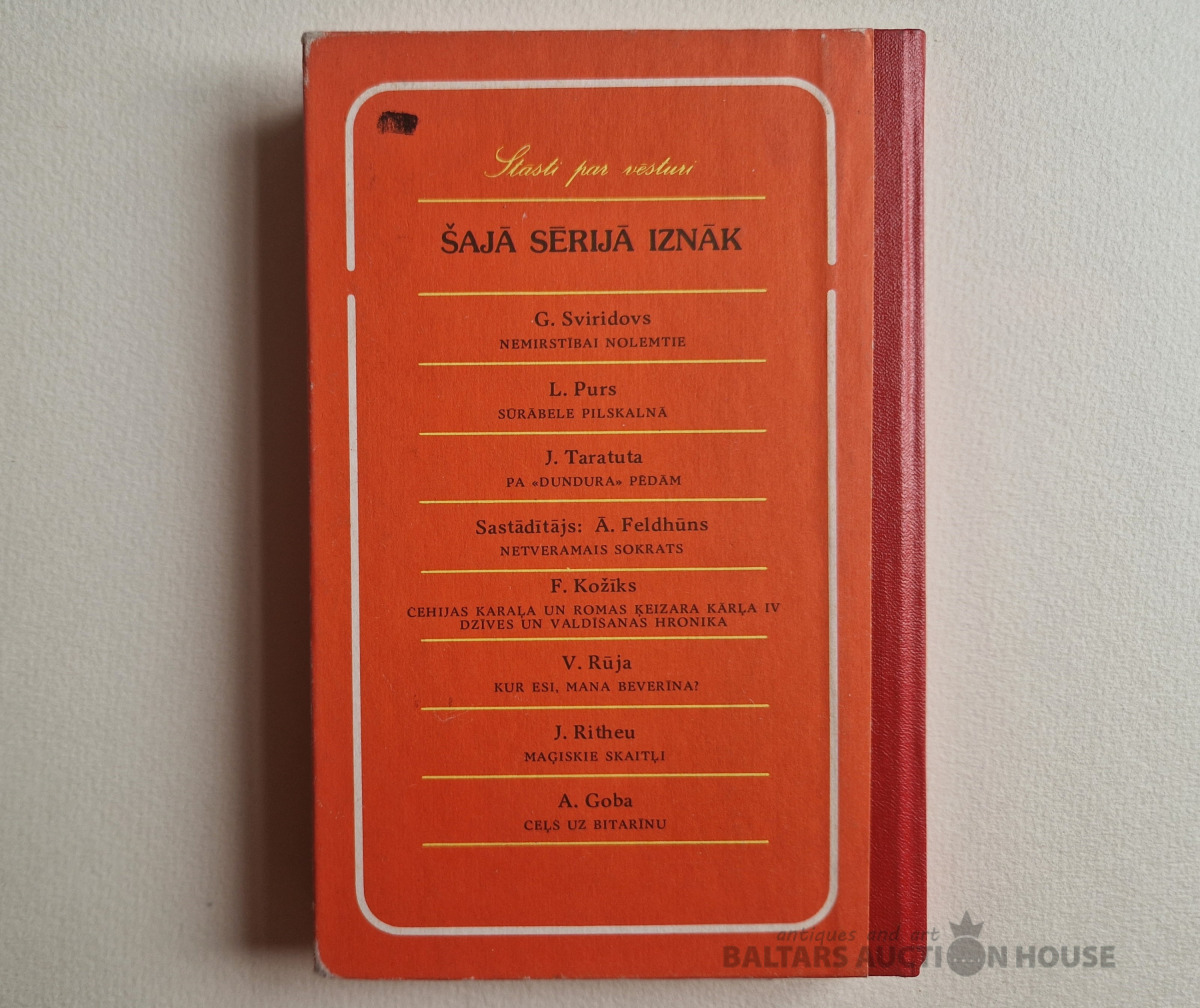 Stāsti par vēsturi
ŠAJĀ SĒRIJĀ IZNĀK
G. Sviridovs
NEMIRSTĪBAI NOLEMTIE
L. Purs
SŪRĀBELE PILSKALNĀ
J. Taratuta
PA «DUNDURA» PĒDĀM
Sastādītājs: Ā. Feldhūns
NETVERAMAIS SOKRATS
F. Kožīks
ČEHIJAS KARAĻA UN ROMAS ĶEIZARA KĀRĻA IV
DZĪVES UN VALDĪŠANAS HRONIKA
V. Rūja
KUR ESI, MANA BEVERĪNA?
J. Ritheu
MAĢISKIE SKAITĻI
A. Goba
CEĻŠ UZ BITARĪNU
antiques and art
BALTARS AUCTION HOUSE